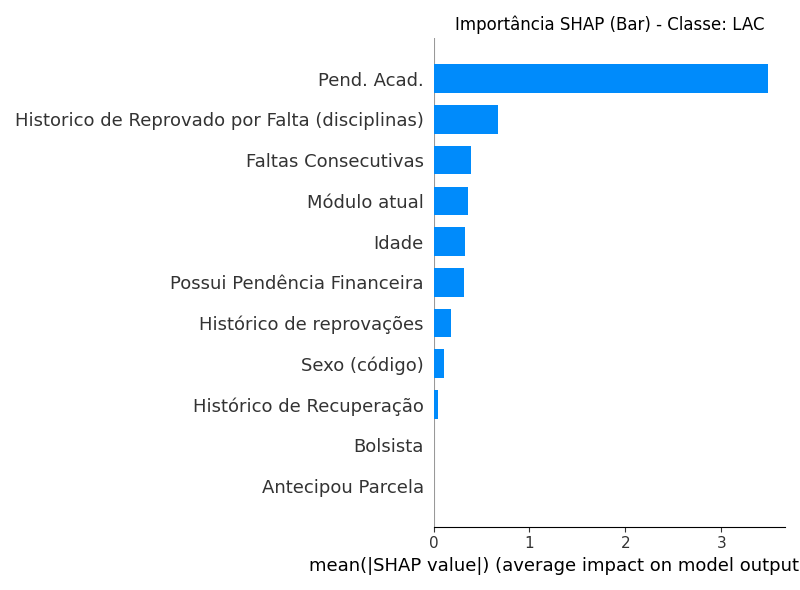 Importância SHAP (Bar) - Classe: LAC
Pend. Acad.
Historico de Reprovado por Falta (disciplinas)
Faltas Consecutivas
Módulo atual
Idade
Possui Pendência Financeira
Histórico de reprovações
Sexo (código)
Histórico de Recuperação
Bolsista
Antecipou Parcela
0 1 2 3
mean(|SHAP value|) (average impact on model output